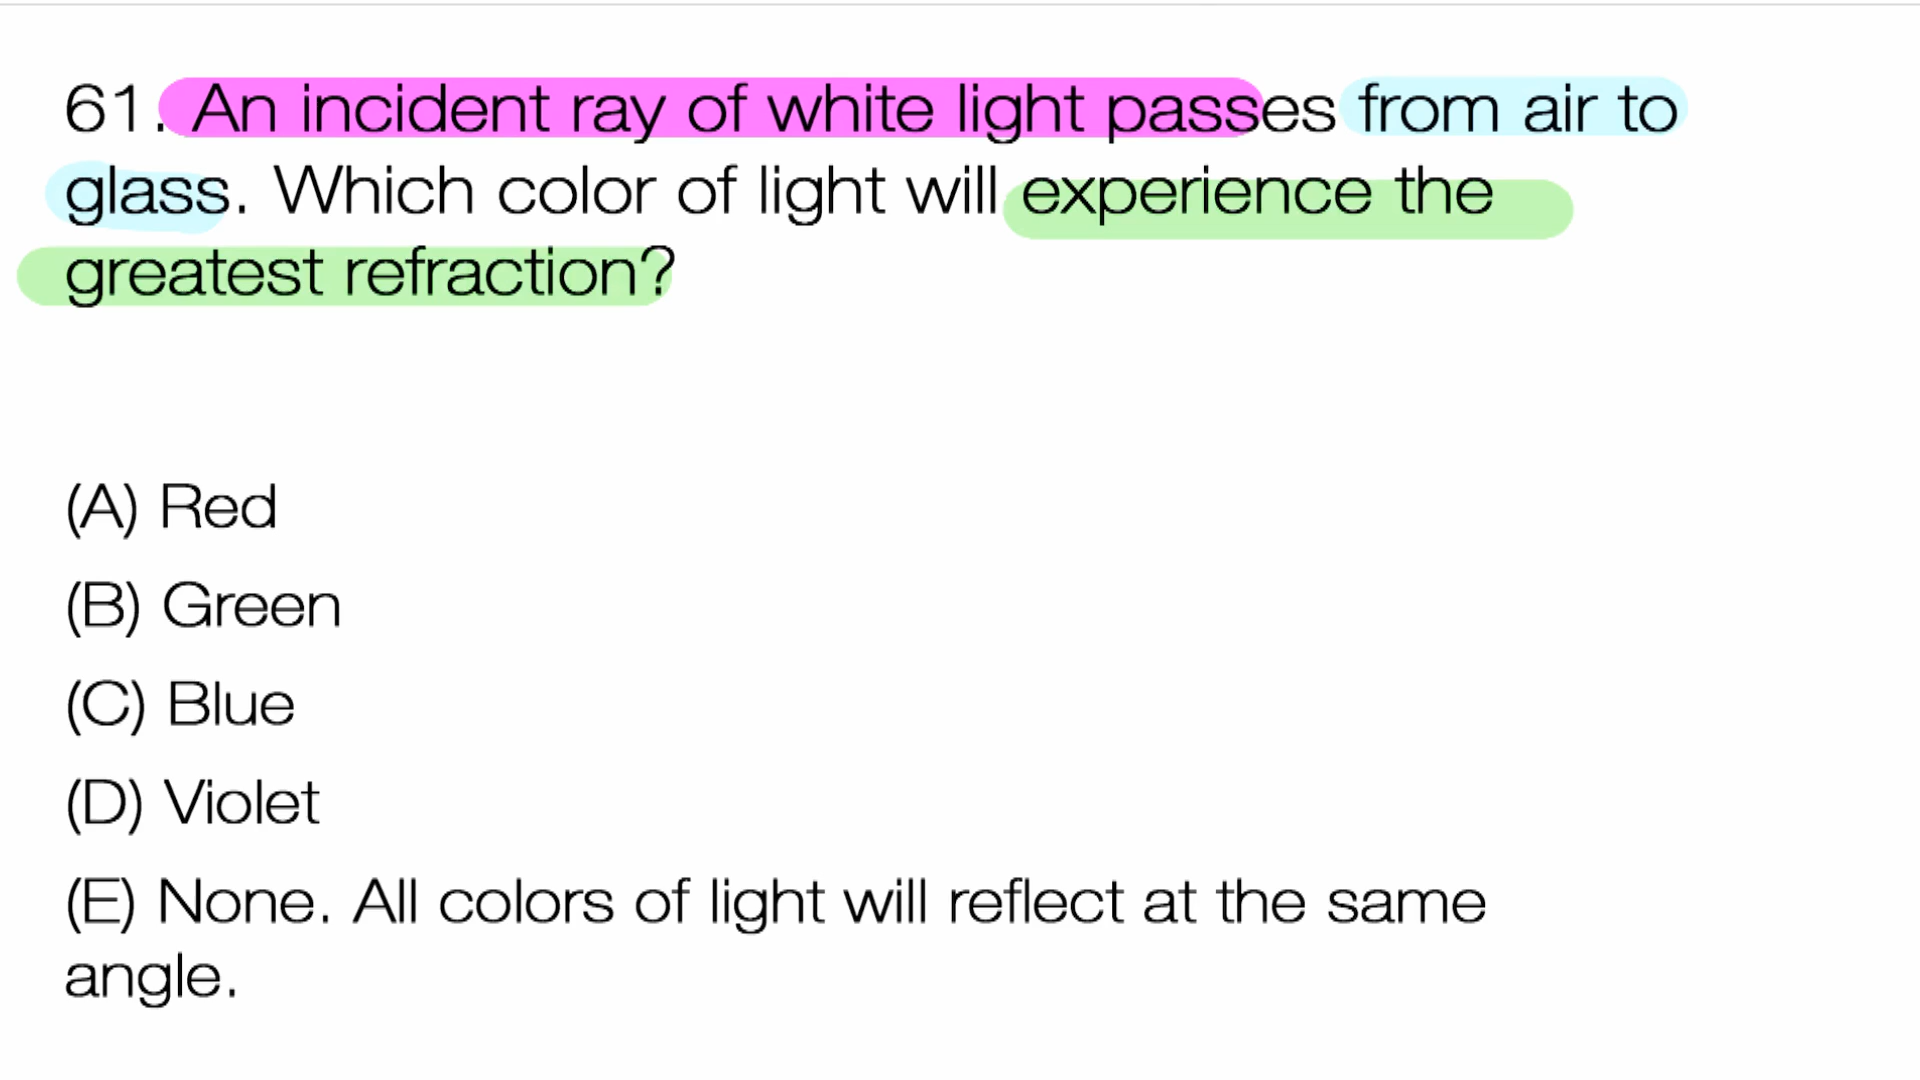 61. An incident ray of white light passes from air to
glass. Which color of light will experience the
greatest refraction?
(A) Red
(B) Green
(C) Blue
(D) Violet
(E) None. All colors of light will reflect at the same
angle.